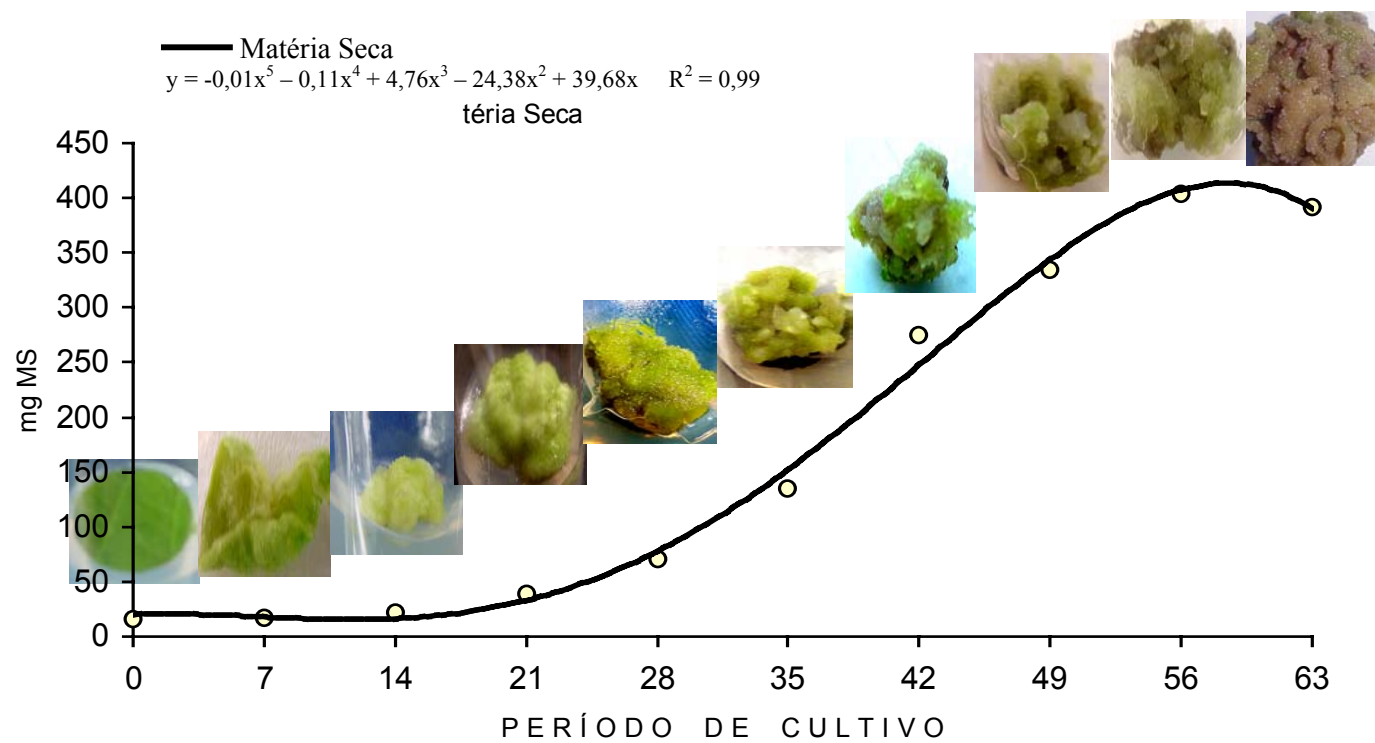 Matéria Seca
y = -0,01x⁵ – 0,11x⁴ + 4,76x³ – 24,38x² + 39,68x R² = 0,99
téria Seca
450
400
350
300
250
200
150
100
50
0
mg MS
0 7 14 21 28 35 42 49 56 63
PERÍODO DE CULTIVO